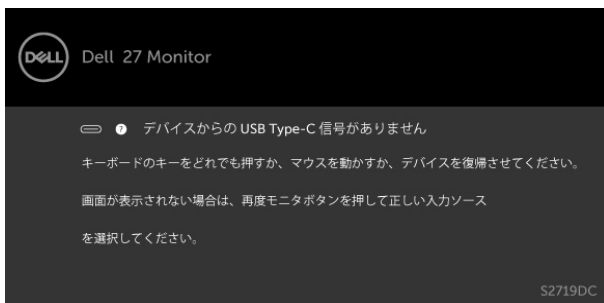 DELL
Dell 27 Monitor
? デバイスからの USB Type-C 信号がありません
キーボードのキーをどれでも押すか、マウスを動かすか、デバイスを復帰させてください。
画面が表示されない場合は、再度モニタボタンを押して正しい入力ソース
を選択してください。
S2719DC